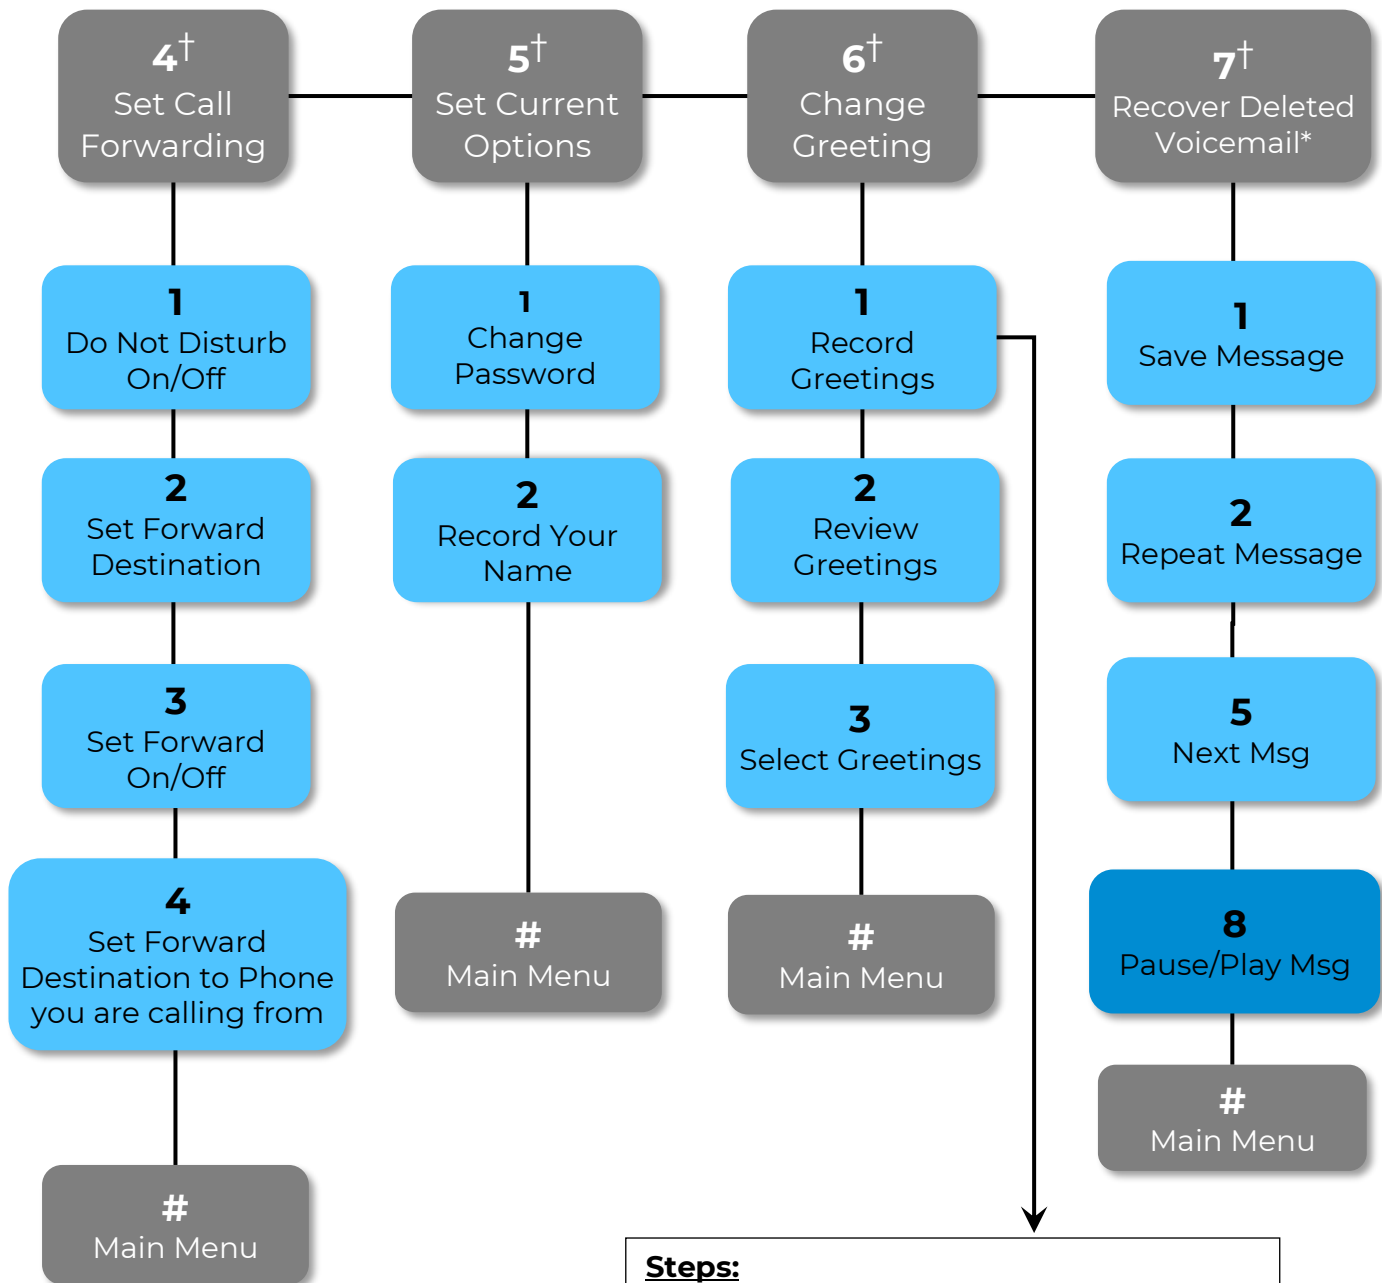 4†
Set Call
Forwarding
5†
Set Current
Options
6†
Change
Greeting
7†
Recover Deleted
Voicemail*
1
Do Not Disturb
On/Off
2
Set Forward
Destination
3
Set Forward
On/Off
4
Set Forward
Destination to Phone
you are calling from
#
Main Menu
1
Change
Password
2
Record Your
Name
#
Main Menu
1
Record
Greetings
2
Review
Greetings
3
Select Greetings
#
Main Menu
1
Save Message
2
Repeat Message
5
Next Msg
8
Pause/Play Msg
#
Main Menu
Steps: